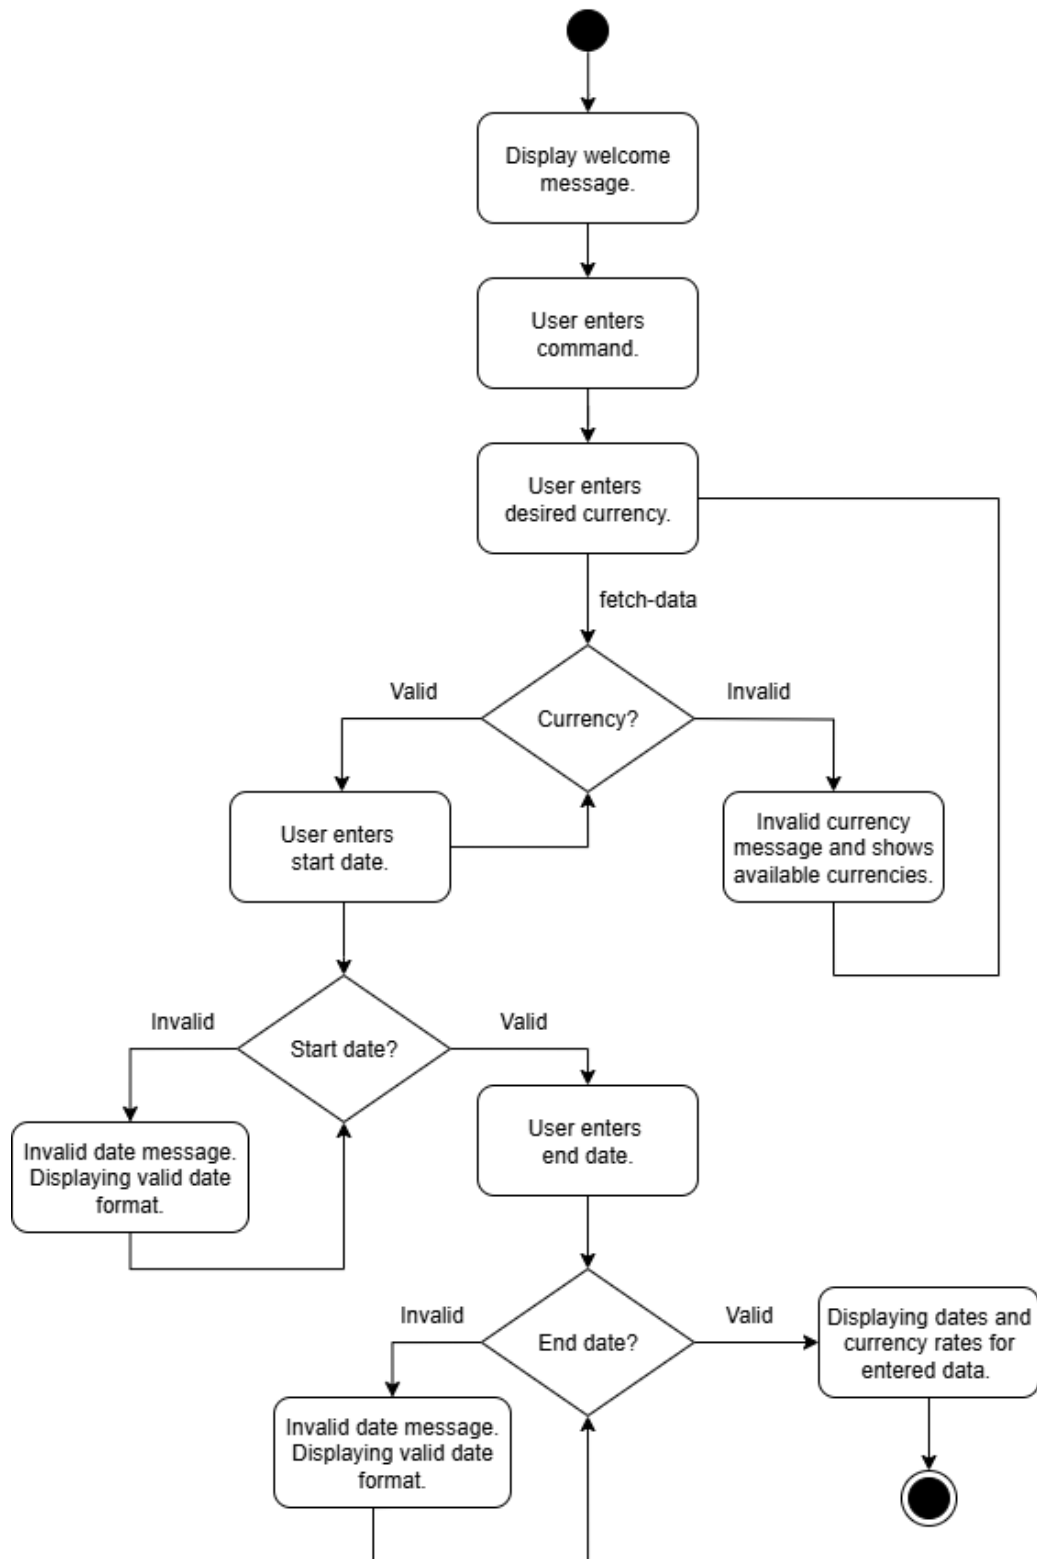 Display welcome
message.
User enters
command.
User enters
desired currency.
fetch-data
Valid
Invalid
Currency?
User enters
start date.
Invalid currency
message and shows
available currencies.
Invalid
Valid
Start date?
Invalid date message.
Displaying valid date
format.
User enters
end date.
Invalid
Valid
End date?
Displaying dates and
currency rates for
entered data.
Invalid date message.
Displaying valid date
format.